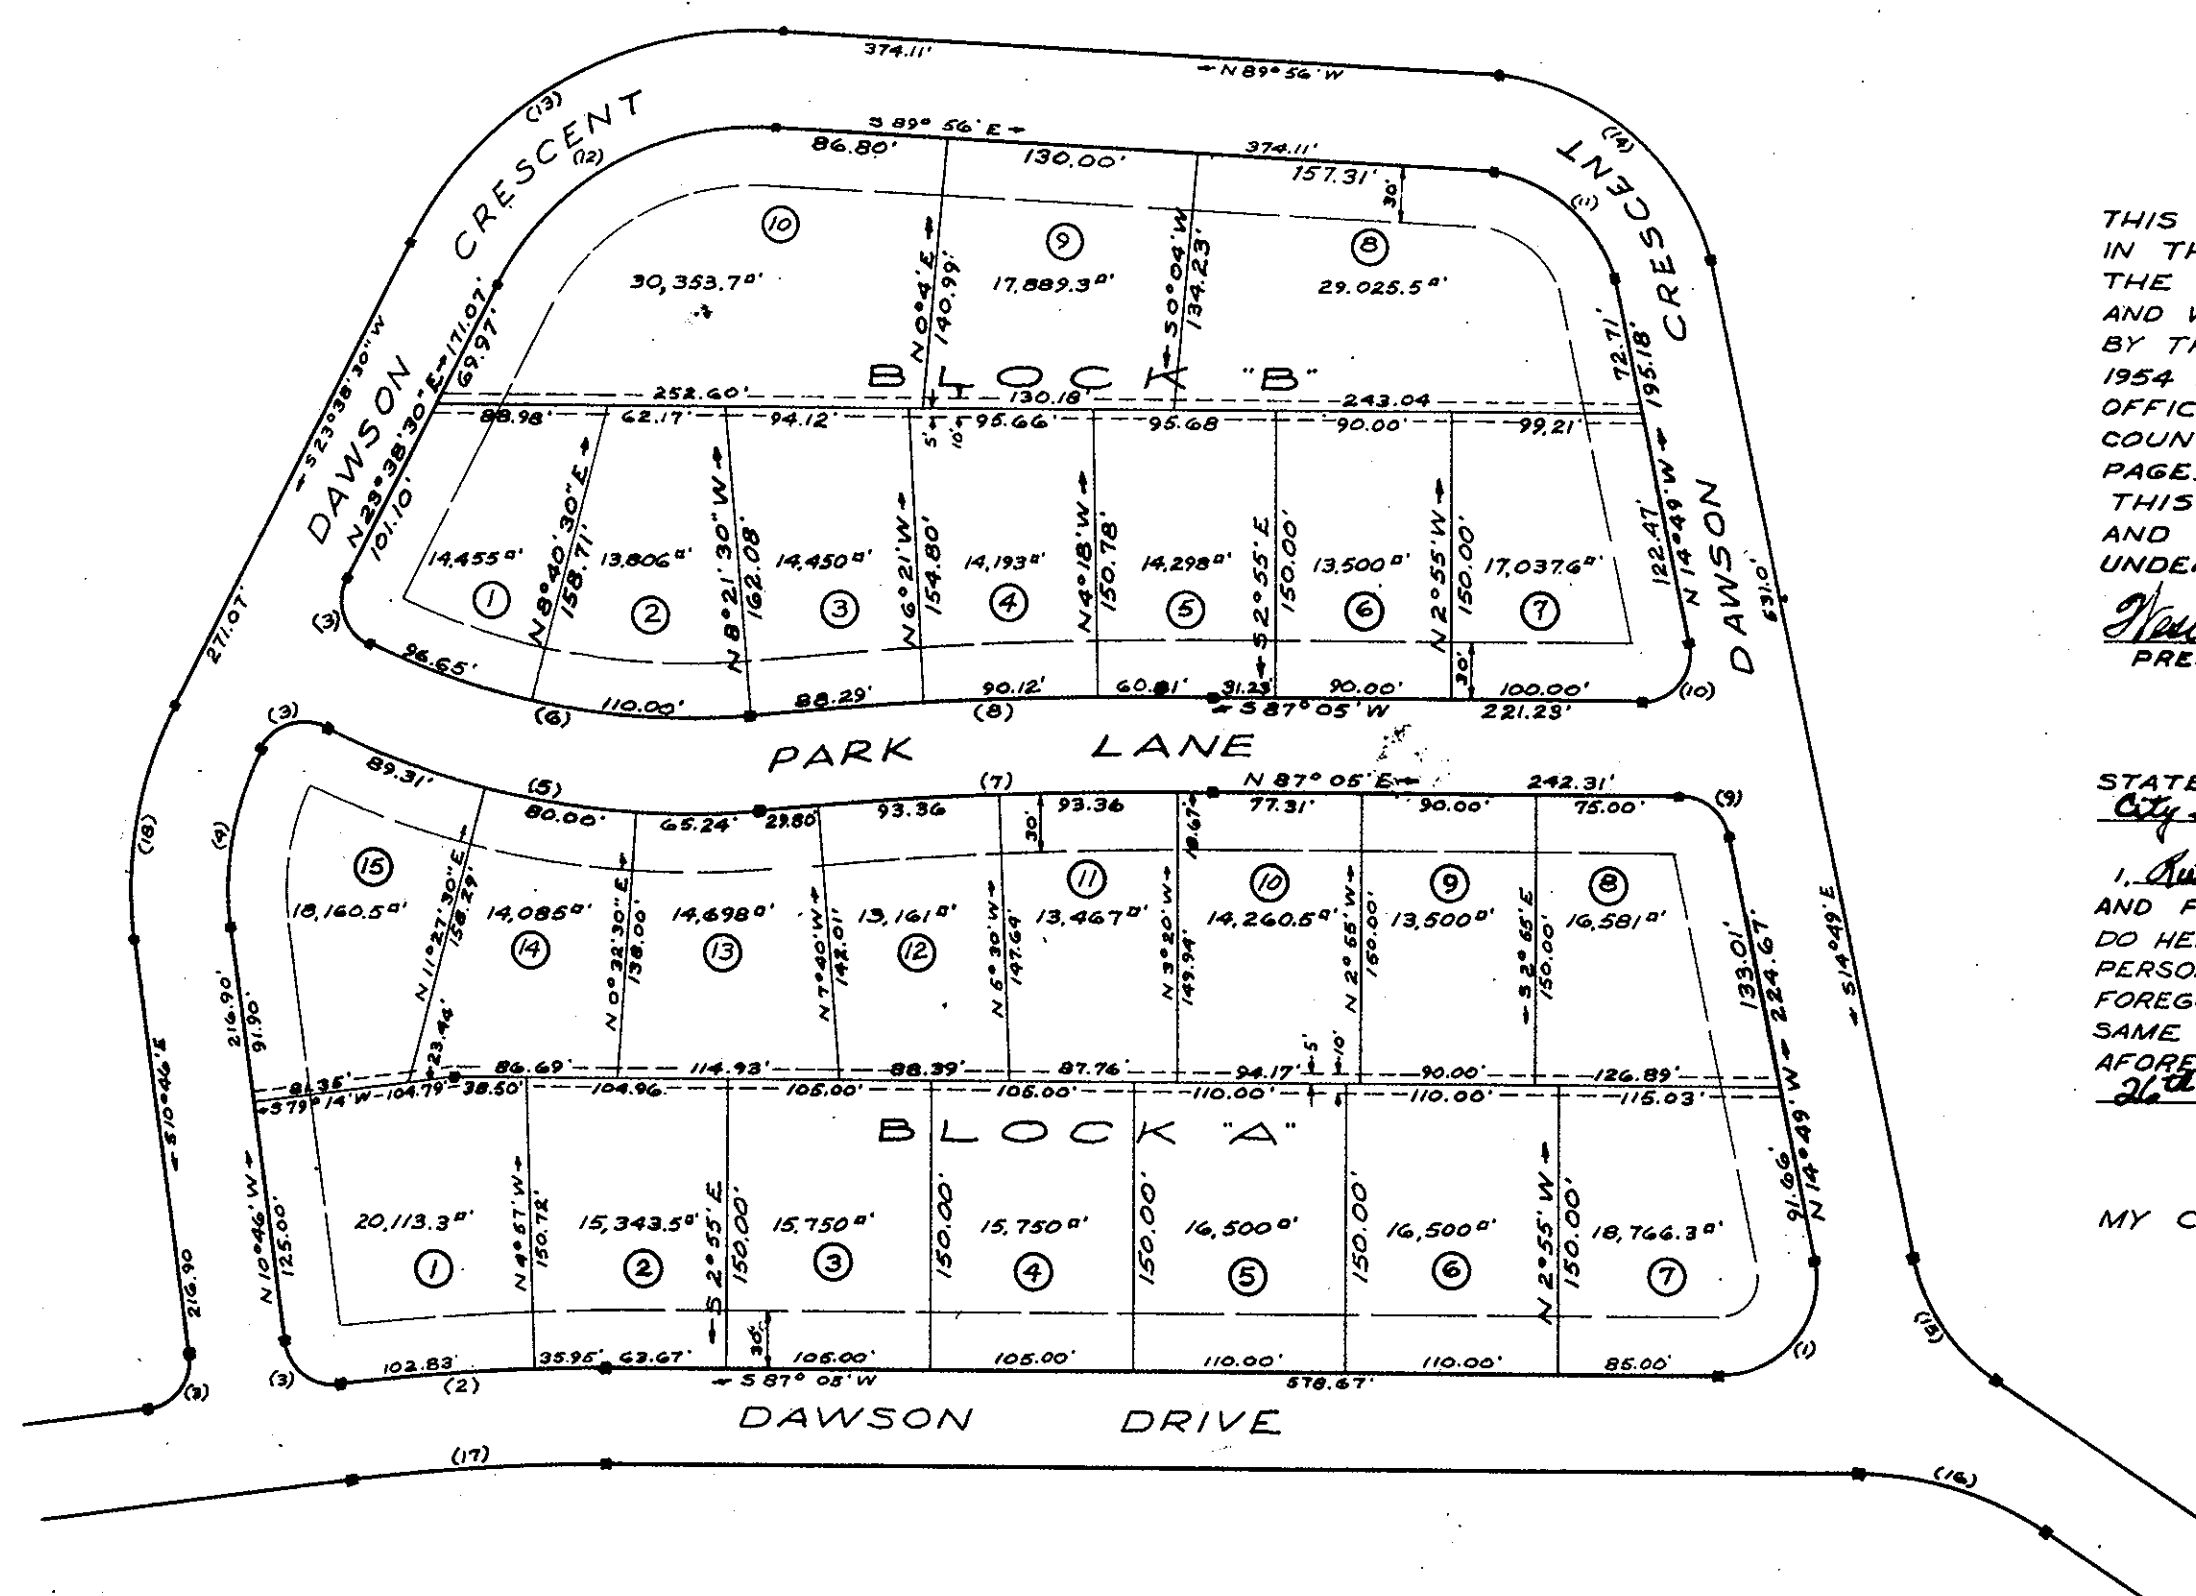 374.11'
← N 89° 56' W
(13)
DAWSON CRESCENT
(12)
S 89° 56' E →
86.80'
130.00'
374.11'
157.31'
30'
(14)
(11)
DAWSON CRESCENT
10
9
8
30,353.7□'
17,889.3□'
29.025.5□'
N 0° 4' E →
140.99'
← S 0° 04' W
134.23'
← S 23° 38' 30" W
271.07'
N 23° 38' 30" E → 171.07'
69.97'
101.10'
72.71'
N 14° 49' W ← 195.18'
122.47'
BLOCK "B"
252.60'
130.18'
243.04
88.98'
62.17'
94.12'
5'
10'
95.66'
95.68
90.00'
99.21'
N 8° 40' 30" E →
158.71'
N 8° 21' 30" W →
162.08'
N 6° 21' W →
154.80'
N 4° 18' W →
150.78'
← S 2° 55' E
150.00'
N 2° 55' W →
150.00'
14,455□'
13,806□'
14,450□'
14,193□'
14,298□'
13,500□'
17,037.6□'
1
2
3
4
5
6
7
(3)
96.65'
(6)
110.00'
88.29'
90.12'
(8)
60.81'
31.23'
90.00'
100.00'
30'
(10)
← S 87° 05' W
221.23'
PARK LANE
(3)
89.31'
(5)
80.00'
65.24'
29.80'
93.36
(7)
93.36
30'
18.67'
N 87° 05' E →
77.31'
90.00'
242.31'
75.00'
(9)
(18)
(4)
15
14
13
12
11
10
9
8
18,160.5□'
14,085□'
14,698□'
13,161□'
13,467□'
14,260.5□'
13,500□'
16,581□'
N 11° 27' 30" E →
158.29'
N 0° 32' 30" E →
138.00'
N 7° 40' W →
142.01'
N 5° 30' W →
147.64'
N 3° 20' W →
149.94'
N 2° 55' W →
150.00'
← S 2° 55' E
150.00'
133.01'
N 14° 49' W ← 224.67'
91.66'
631.0'
← S 14° 49' E
216.90'
91.90'
← S 10° 46' E
216.90
N 10° 46' W →
125.00'
23.44'
81.35'
86.69'
114.93'
88.39'
87.76'
94.17'
5'
10'
90.00'
126.89'
← S 79° 14' W - 104.79'
38.50'
104.96
105.00'
105.00'
110.00'
110.00'
115.03'
BLOCK "A"
N 4° 57' W →
150.72'
← S 2° 55' E
150.00'
150.00'
150.00'
150.00'
N 2° 55' W →
150.00'
20,113.3□'
15,343.5□'
15,750□'
15,750□'
16,500□'
16,500□'
18,766.3□'
1
2
3
4
5
6
7
30'
(3)
(3)
102.83'
(2)
35.95'
63.67'
105.00'
105.00'
110.00'
110.00'
85.00'
(1)
← S 87° 05' W
578.67'
DAWSON DRIVE
(17)
(15)
(16)
THIS
IN TH
THE
AND W
BY TH
1954
OFFIC
COUN
PAGE
THIS
AND
UNDE
PRE
STATE
City
1,
AND F
DO HE
PERSO
FOREG
SAME
AFORE
26th
MY C